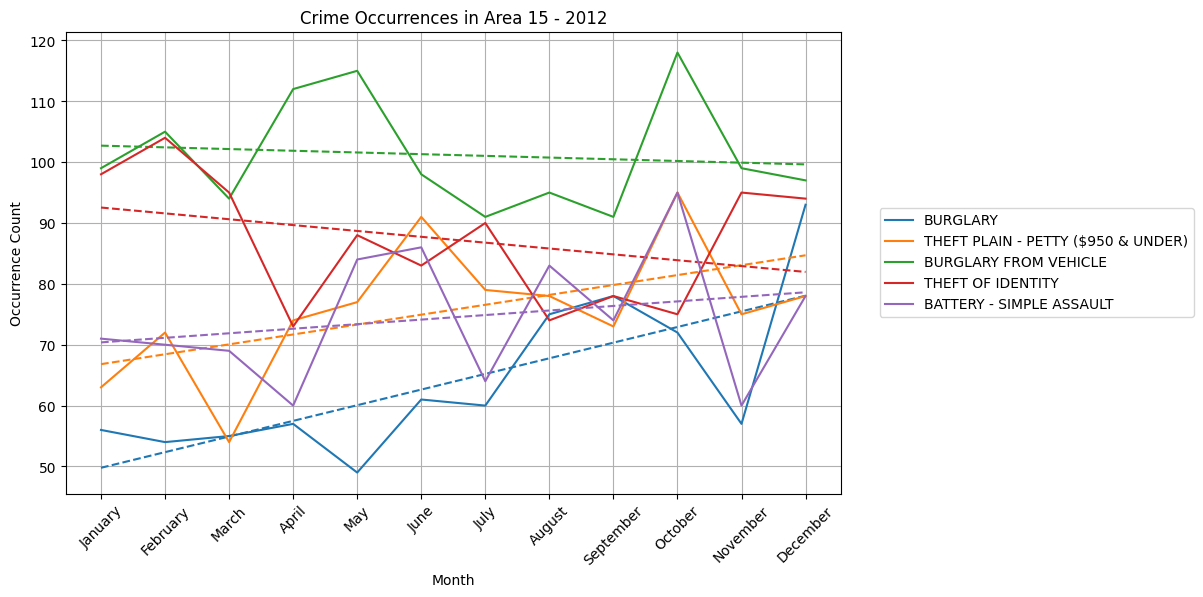 Crime Occurrences in Area 15 - 2012
Occurrence Count
120
110
100
90
80
70
60
50
January
February
March
April
May
June
July
August
September
October
November
December
Month
BURGLARY
THEFT PLAIN - PETTY ($950 & UNDER)
BURGLARY FROM VEHICLE
THEFT OF IDENTITY
BATTERY - SIMPLE ASSAULT